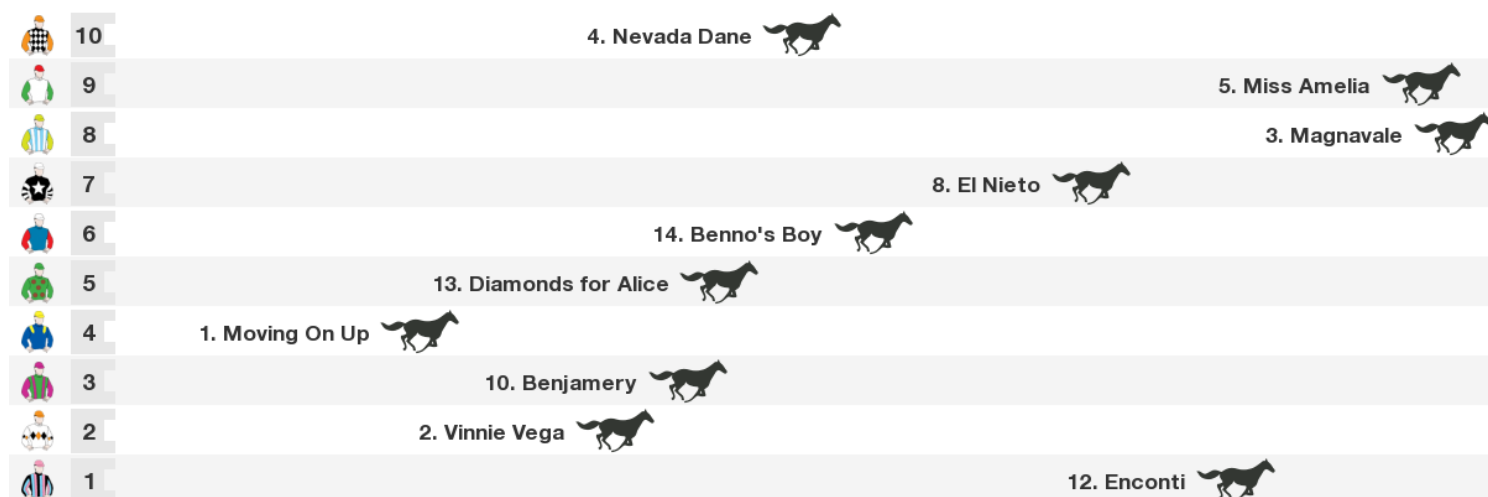 10 4. Nevada Dane
9 5. Miss Amelia
8 3. Magnavale
7 8. El Nieto
6 14. Benno's Boy
5 13. Diamonds for Alice
4 1. Moving On Up
3 10. Benjamery
2 2. Vinnie Vega
1 12. Enconti